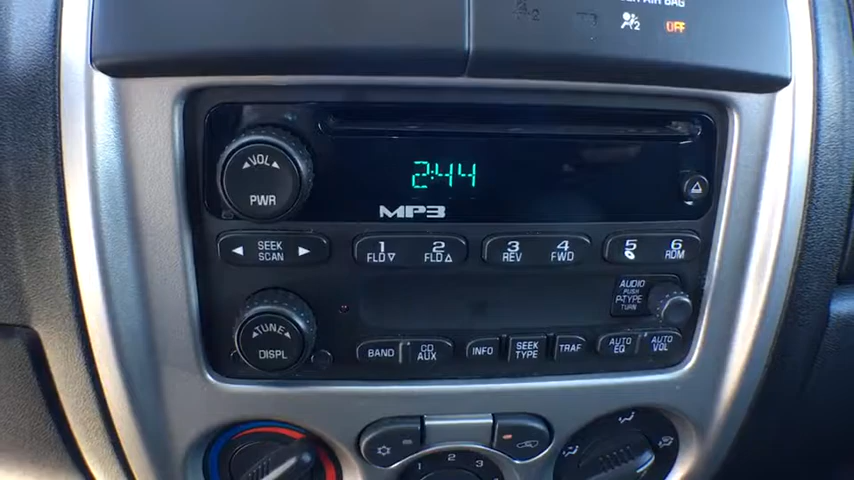 AIR BAG
2
2
OFF
VOL
PWR
2:44
MP3
SEEK
SCAN
1
FLD
2
FLD
3
REV
4
FWD
5
6
RDM
TUNE
DISPL
AUDIO
PUSH
P-TYPE
TURN
BAND
CD
AUX
INFO
SEEK
TYPE
TRAF
AUTO
EQ
AUTO
VOL
1
2
3